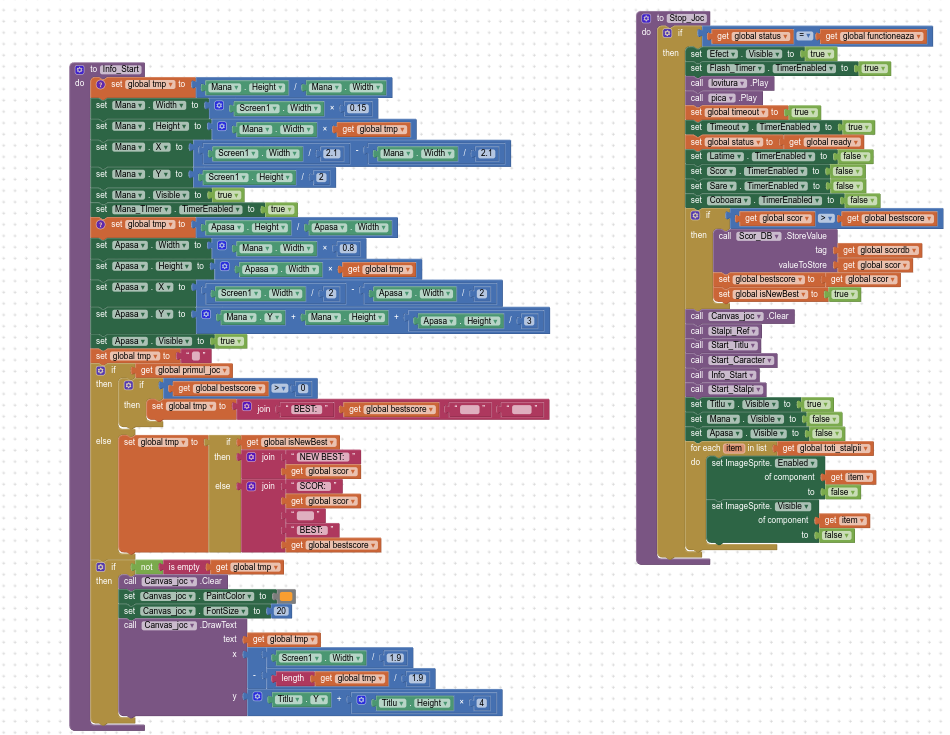 to Info_Start
do set global tmp to Mana . Height / Mana . Width
set Mana . Width to Screen1 . Width × 0.15
set Mana . Height to Mana . Width × get global tmp
set Mana . X to Screen1 . Width / 2.1 - Mana . Width / 2.1
set Mana . Y to Screen1 . Height / 2
set Mana . Visible to true
set Mana_TImer . TimerEnabled to true
set global tmp to Apasa . Height / Apasa . Width
set Apasa . Width to Mana . Width × 0.8
set Apasa . Height to Apasa . Width × get global tmp
set Apasa . X to Screen1 . Width / 2 - Apasa . Width / 2
set Apasa . Y to Mana . Y + Mana . Height + Apasa . Height / 3
set Apasa . Visible to true
set global tmp to " "
if get global primul_joc
then if get global bestscore > 0
then set global tmp to join " BEST: " get global bestscore " " " "
else set global tmp to if get global isNewBest
then join " NEW BEST: "
get global scor
else join " SCOR: "
get global scor
" "
" BEST: "
get global bestscore
if not is empty get global tmp
then call Canvas_joc .Clear
set Canvas_joc . PaintColor to
set Canvas_joc . FontSize to 20
call Canvas_joc .DrawText
text get global tmp
x Screen1 . Width / 1.9
- length get global tmp / 1.9
y Titlu . Y + Titlu . Height × 4
to Stop_Joc
do if get global status = get global functioneaza
then set Efect . Visible to true
set Flash_Timer . TimerEnabled to true
call lovitura .Play
call pica .Play
set global timeout to true
set Timeout . TimerEnabled to true
set global status to get global ready
set Latime . TimerEnabled to false
set Scor . TimerEnabled to false
set Sare . TimerEnabled to false
set Coboara . TimerEnabled to false
if get global scor > get global bestscore
then call Scor_DB .StoreValue
tag get global scordb
valueToStore get global scor
set global bestscore to get global scor
set global isNewBest to true
call Canvas_joc .Clear
call Stalpi_Ref
call Start_Titlu
call Start_Caracter
call Info_Start
call Start_Stalpi
set Titlu . Visible to true
set Mana . Visible to false
set Apasa . Visible to false
for each item in list get global toti_stalpii
do set ImageSprite. Enabled
of component get item
to false
set ImageSprite. Visible
of component get item
to false